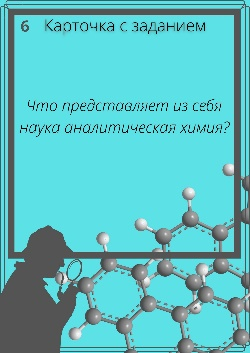 6 Карточка с заданием
Что представляет из себя
наука аналитическая химия?